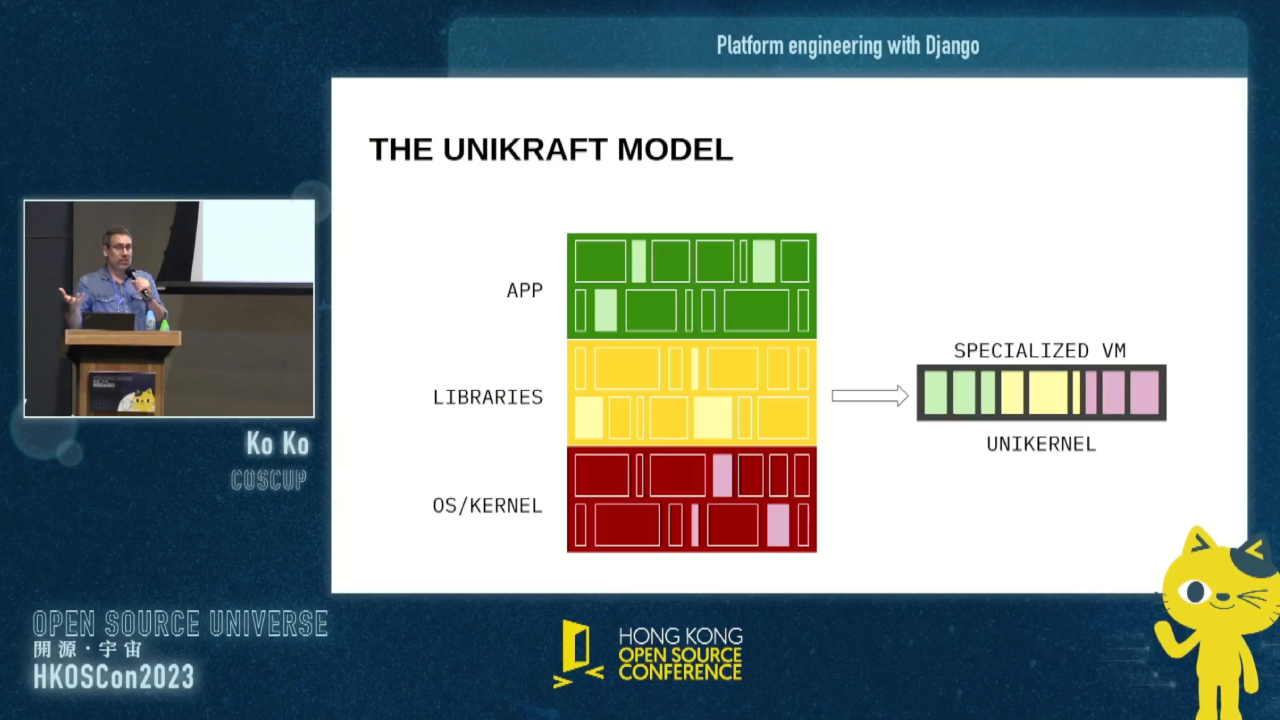 Platform engineering with Django
THE UNIKRAFT MODEL
APP
LIBRARIES
OS/KERNEL
SPECIALIZED VM
UNIKERNEL
Ko Ko
COSCUP
OPEN SOURCE UNIVERSE
開源·宇宙
HKOSCon2023
HONG KONG
OPEN SOURCE
CONFERENCE